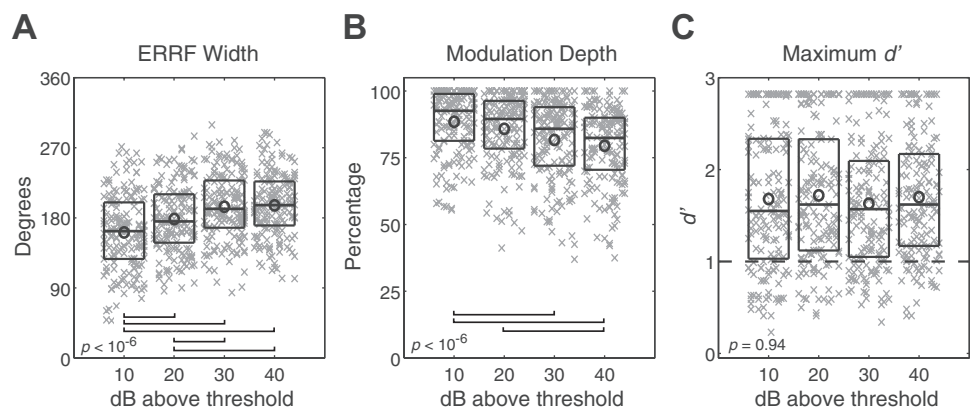 A
ERRF Width
360
270
180
90
0
Degrees
p < 10⁻⁶
10 20 30 40
dB above threshold
B
Modulation Depth
100
75
50
25
0
Percentage
p < 10⁻⁶
10 20 30 40
dB above threshold
C
Maximum d'
3
2
1
0
d'
p = 0.94
10 20 30 40
dB above threshold